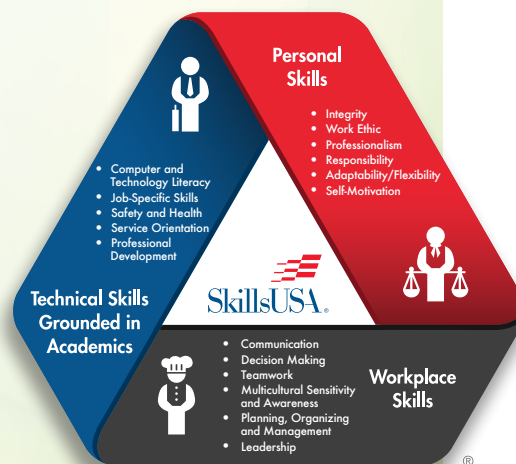 Personal
Skills
• Integrity
• Work Ethic
• Professionalism
• Responsibility
• Adaptability/Flexibility
• Self-Motivation
• Computer and
Technology Literacy
• Job-Specific Skills
• Safety and Health
• Service Orientation
• Professional
Development
Technical Skills
Grounded in
Academics
SkillsUSA®
• Communication
• Decision Making
• Teamwork
• Multicultural Sensitivity
and Awareness
• Planning, Organizing
and Management
• Leadership
Workplace
Skills
®